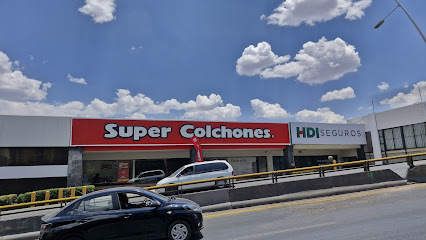 Super Colchones
HDI SEGUROS